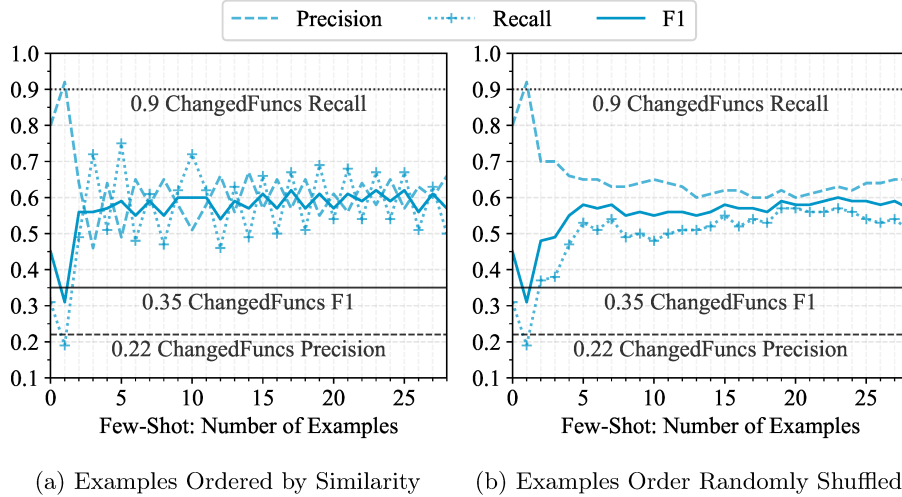 Precision Recall F1
1.0
0.9
0.8
0.7
0.6
0.5
0.4
0.3
0.2
0.1
0.9 ChangedFuncs Recall
0.35 ChangedFuncs F1
0.22 ChangedFuncs Precision
0 5 10 15 20 25
Few-Shot: Number of Examples
(a) Examples Ordered by Similarity
1.0
0.9
0.8
0.7
0.6
0.5
0.4
0.3
0.2
0.1
0.9 ChangedFuncs Recall
0.35 ChangedFuncs F1
0.22 ChangedFuncs Precision
0 5 10 15 20 25
Few-Shot: Number of Examples
(b) Examples Order Randomly Shuffled